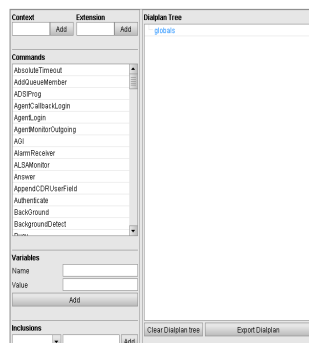 Context Extension
Add Add
Commands
AbsoluteTimeout
AddQueueMember
ADSIProg
AgentCallbackLogin
AgentLogin
AgentMonitorOutgoing
AGI
AlarmReceiver
ALSAMonitor
Answer
AppendCDRUserField
Authenticate
BackGround
BackgroundDetect
Variables
Name
Value
Add
Inclusions
Add
Dialplan Tree
globals
Clear Dialplan tree Export Dialplan